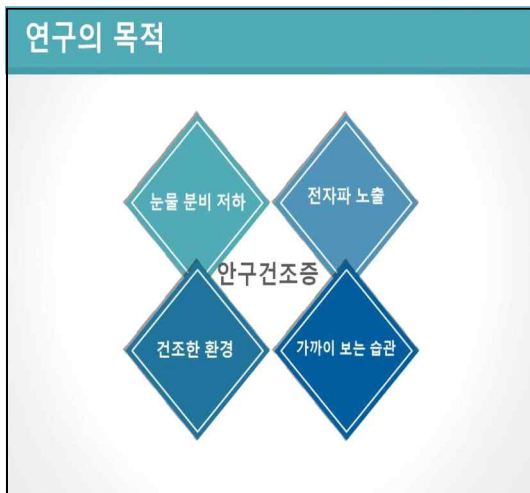 연구의 목적
눈물 분비 저하
전자파 노출
안구건조증
건조한 환경
가까이 보는 습관